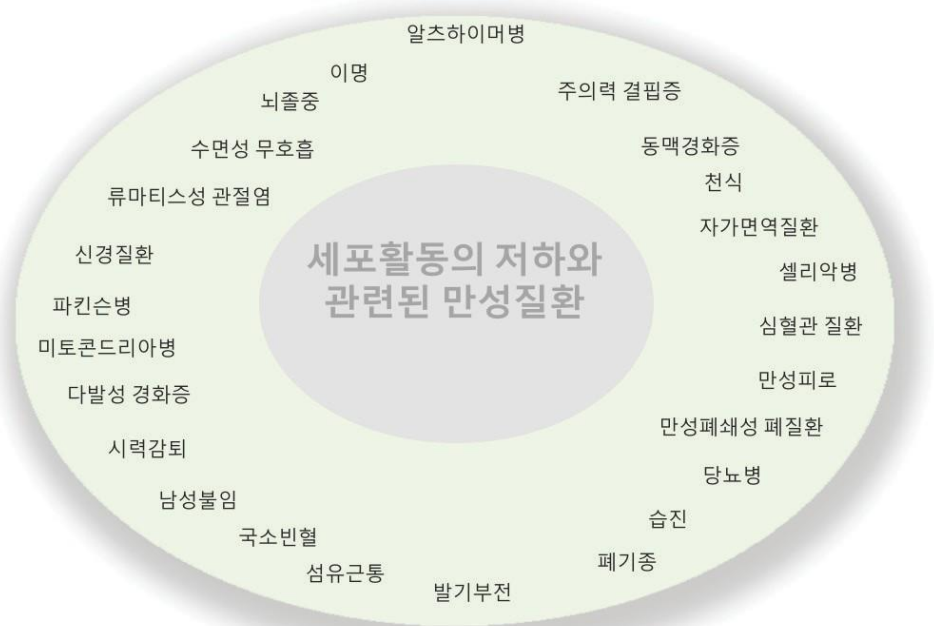 알츠하이머병
이명
주의력 결핍증
뇌졸중
수면성 무호흡
동맥경화증
천식
류마티스성 관절염
자가면역질환
신경질환
세포활동의 저하와
관련된 만성질환
셀리악병
파킨슨병
심혈관 질환
미토콘드리아병
만성피로
다발성 경화증
만성폐쇄성 폐질환
시력감퇴
당뇨병
남성불임
습진
국소빈혈
폐기종
섬유근통
발기부전